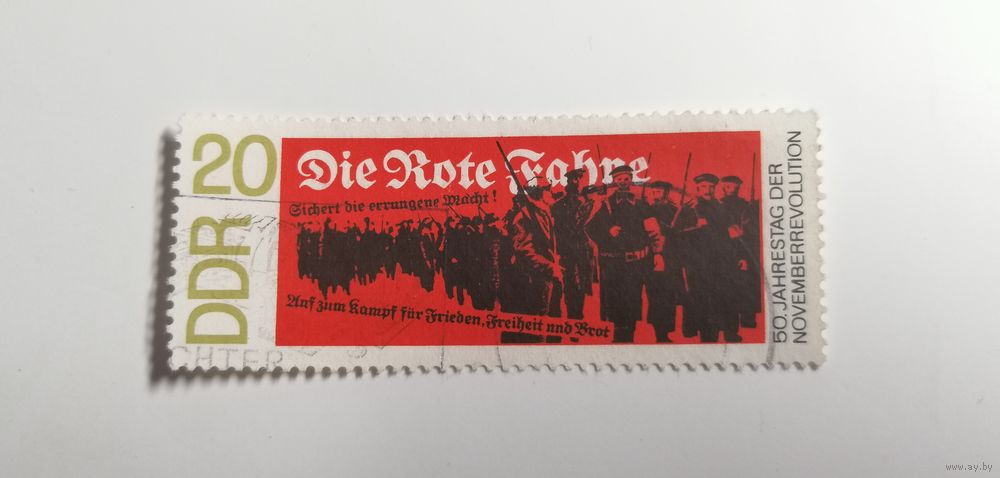 DDR 20
Die Rote Fahne
Sichert die errungene Macht!
Auf zum Kampf für Frieden, Freiheit und Brot
50. JAHRESTAG DER
NOVEMBERREVOLUTION
CHTER
www.ay.by